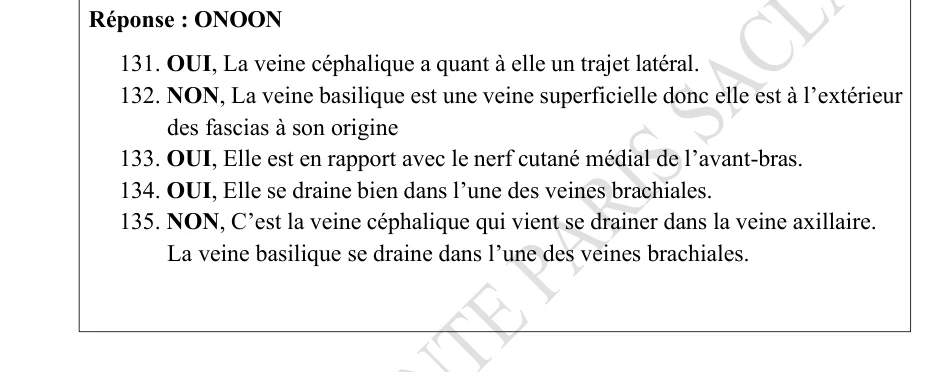 Réponse : ONOON
131. OUI, La veine céphalique a quant à elle un trajet latéral.
132. NON, La veine basilique est une veine superficielle donc elle est à l’extérieur
des fascias à son origine
133. OUI, Elle est en rapport avec le nerf cutané médial de l’avant-bras.
134. OUI, Elle se draine bien dans l’une des veines brachiales.
135. NON, C’est la veine céphalique qui vient se drainer dans la veine axillaire.
La veine basilique se draine dans l’une des veines brachiales.
NTE PARIS SACLA